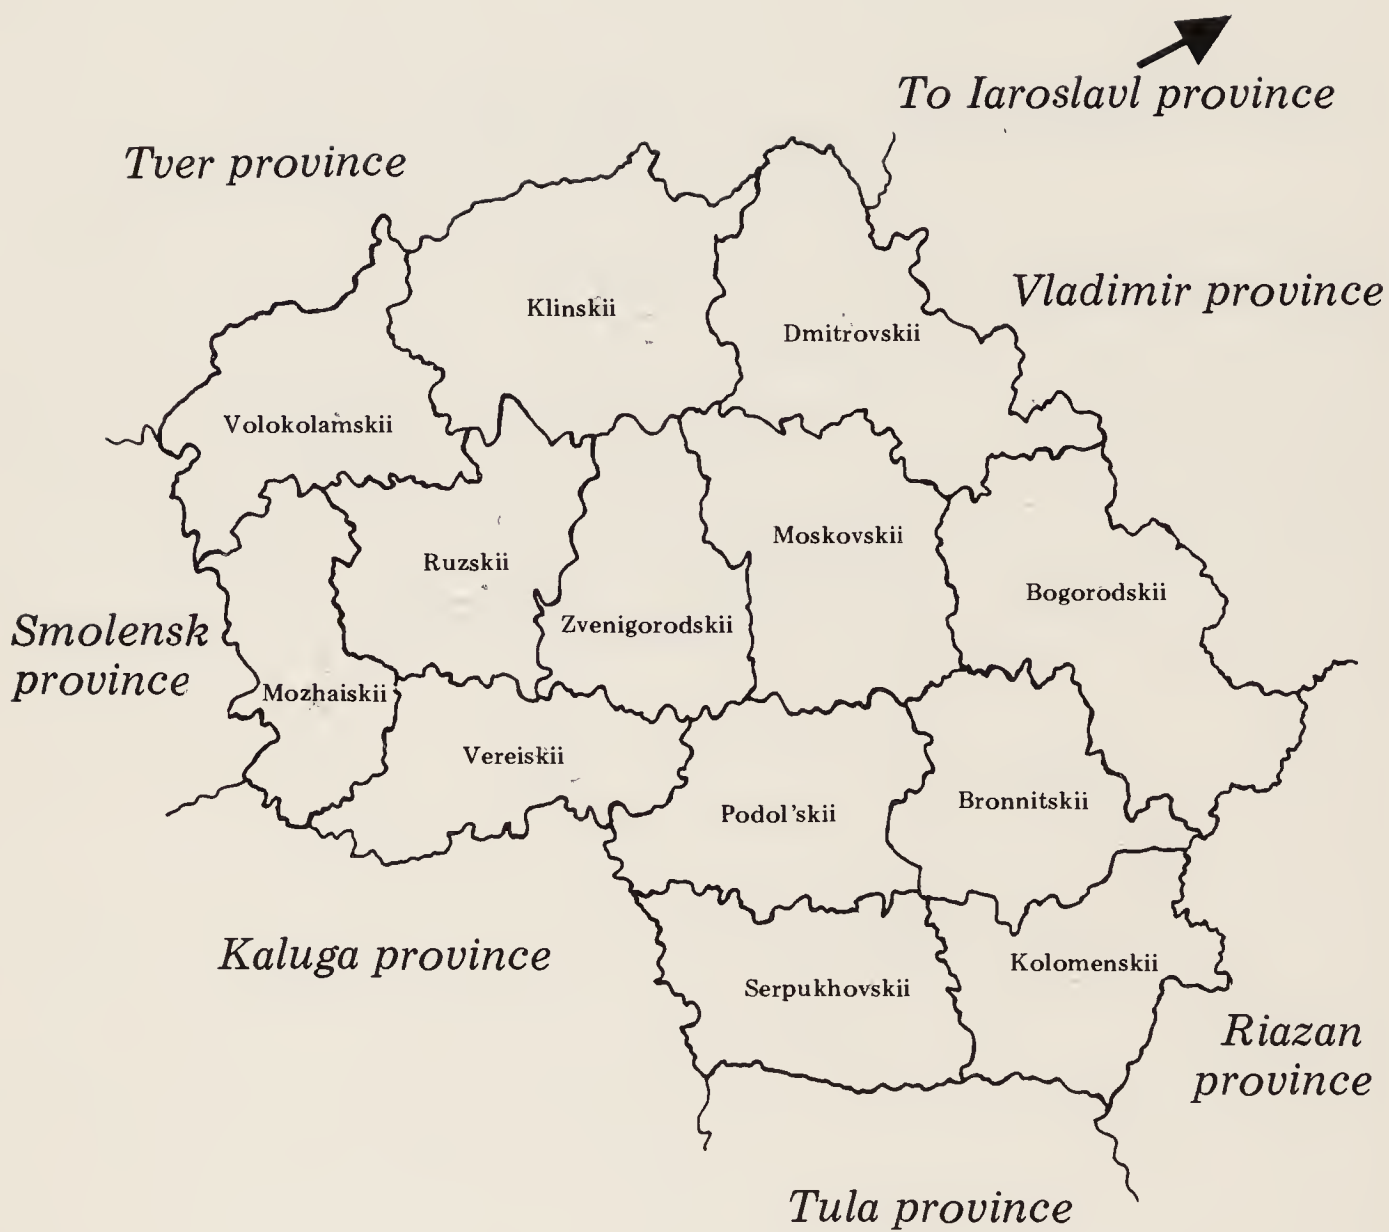 To Iaroslavl province
Tver province
Vladimir province
Klinskii
Dmitrovskii
Volokolamskii
Moskovskii
Ruzskii
Bogorodskii
Zvenigorodskii
Smolensk
province
Mozhaiskii
Vereiskii
Podol'skii
Bronnitskii
Kaluga province
Kolomenskii
Serpukhovskii
Riazan
province
Tula province